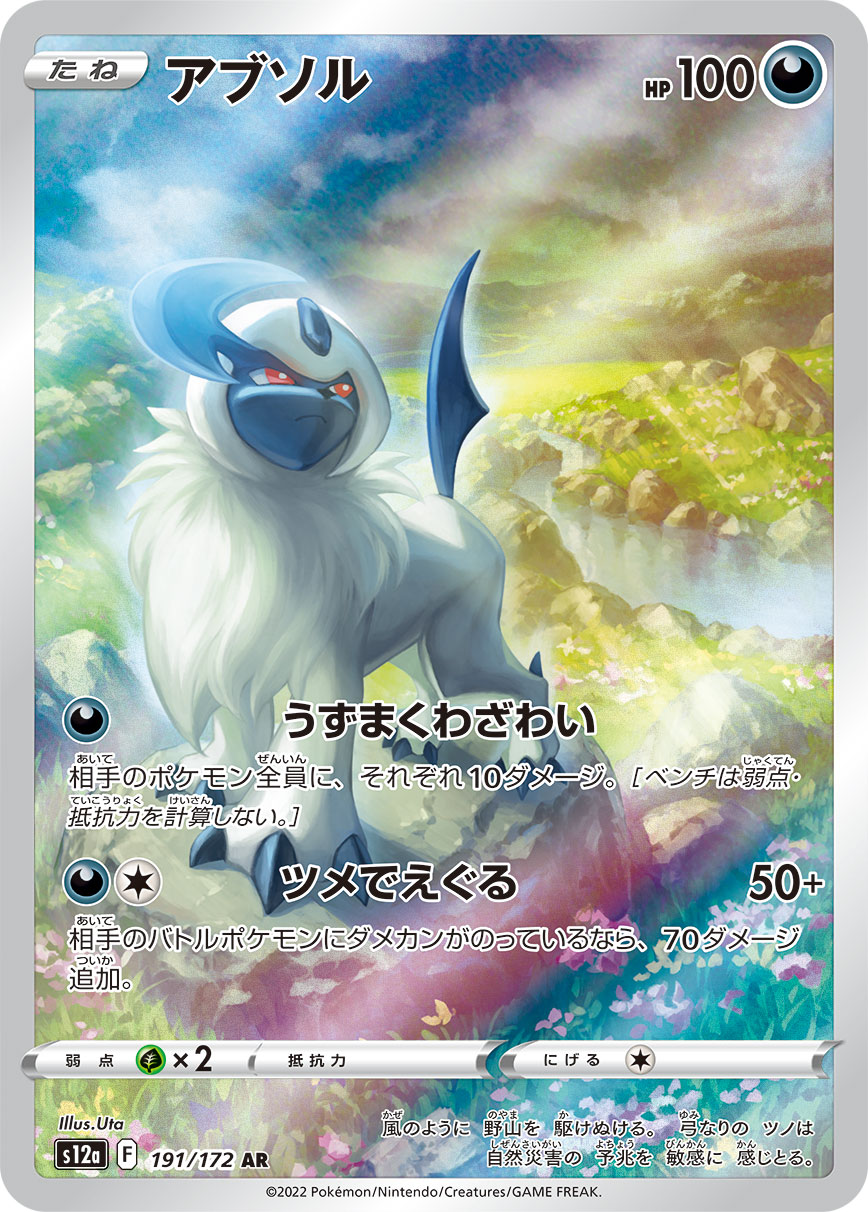 たね アブソル HP 100
うずまくわざわい
相手のポケモン全員に、それぞれ10ダメージ。[ベンチは弱点・
抵抗力を計算しない。]
ツメでえぐる 50+
相手のバトルポケモンにダメカンがのっているなら、70ダメージ
追加。
弱点 ×2 抵抗力 にげる
Illus.Uta
風のように 野山を 駆けぬける。 弓なりの ツノは
自然災害の 予兆を 敏感に 感じとる。
s12a F 191/172 AR
©2022 Pokémon/Nintendo/Creatures/GAME FREAK.